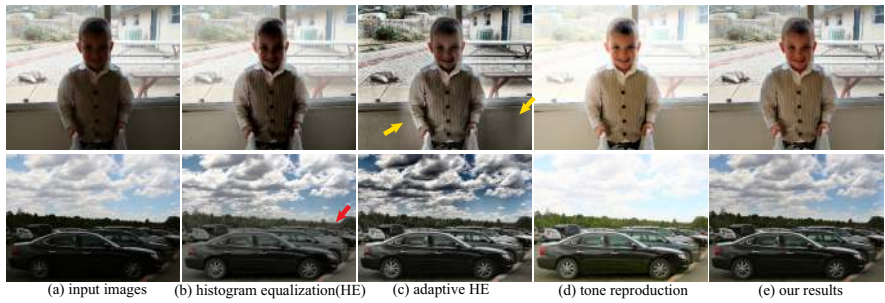 (a) input images
(b) histogram equalization(HE)
(c) adaptive HE
(d) tone reproduction
(e) our results